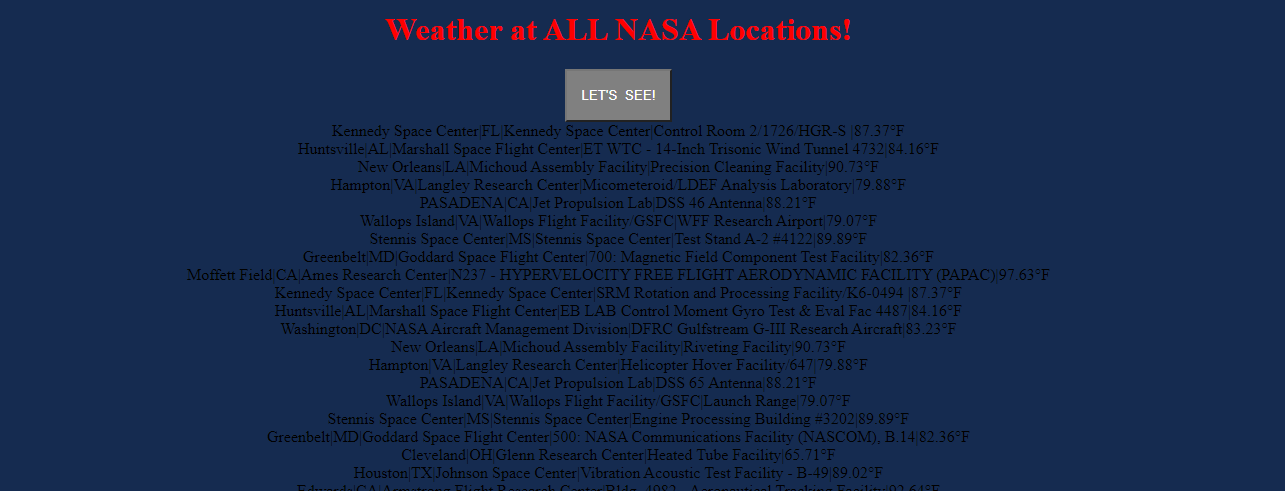 Weather at ALL NASA Locations!
LET'S SEE!
Kennedy Space Center|FL|Kennedy Space Center|Control Room 2/1726/HGR-S |87.37°F
Huntsville|AL|Marshall Space Flight Center|ET WTC - 14-Inch Trisonic Wind Tunnel 4732|84.16°F
New Orleans|LA|Michoud Assembly Facility|Precision Cleaning Facility|90.73°F
Hampton|VA|Langley Research Center|Micometeroid/LDEF Analysis Laboratory|79.88°F
PASADENA|CA|Jet Propulsion Lab|DSS 46 Antenna|88.21°F
Wallops Island|VA|Wallops Flight Facility/GSFC|WFF Research Airport|79.07°F
Stennis Space Center|MS|Stennis Space Center|Test Stand A-2 #4122|89.89°F
Greenbelt|MD|Goddard Space Flight Center|700: Magnetic Field Component Test Facility|82.36°F
Moffett Field|CA|Ames Research Center|N237 - HYPERVELOCITY FREE FLIGHT AERODYNAMIC FACILITY (PAPAC)|97.63°F
Kennedy Space Center|FL|Kennedy Space Center|SRM Rotation and Processing Facility/K6-0494 |87.37°F
Huntsville|AL|Marshall Space Flight Center|EB LAB Control Moment Gyro Test & Eval Fac 4487|84.16°F
Washington|DC|NASA Aircraft Management Division|DFRC Gulfstream G-III Research Aircraft|83.23°F
New Orleans|LA|Michoud Assembly Facility|Riveting Facility|90.73°F
Hampton|VA|Langley Research Center|Helicopter Hover Facility/647|79.88°F
PASADENA|CA|Jet Propulsion Lab|DSS 65 Antenna|88.21°F
Wallops Island|VA|Wallops Flight Facility/GSFC|Launch Range|79.07°F
Stennis Space Center|MS|Stennis Space Center|Engine Processing Building #3202|89.89°F
Greenbelt|MD|Goddard Space Flight Center|500: NASA Communications Facility (NASCOM), B.14|82.36°F
Cleveland|OH|Glenn Research Center|Heated Tube Facility|65.71°F
Houston|TX|Johnson Space Center|Vibration Acoustic Test Facility - B-49|89.02°F
Edwards|CA|Armstrong Flight Research Center|Bldg. 4982 - Aeronautical Tracking Facility|92.64°F